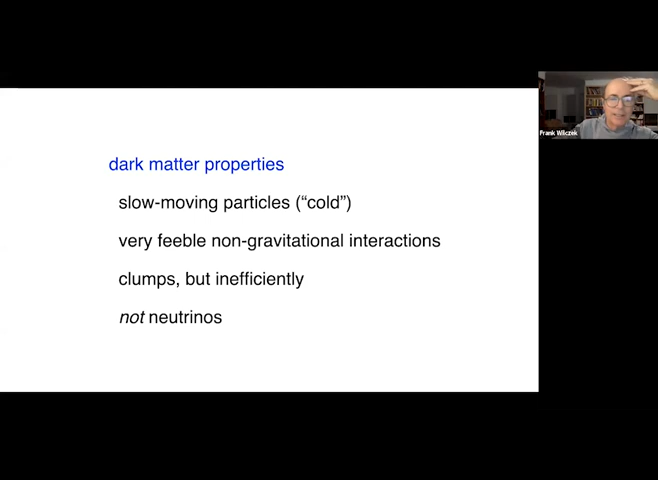 dark matter properties
slow-moving particles (“cold”)
very feeble non-gravitational interactions
clumps, but inefficiently
not neutrinos
Frank Wilczek